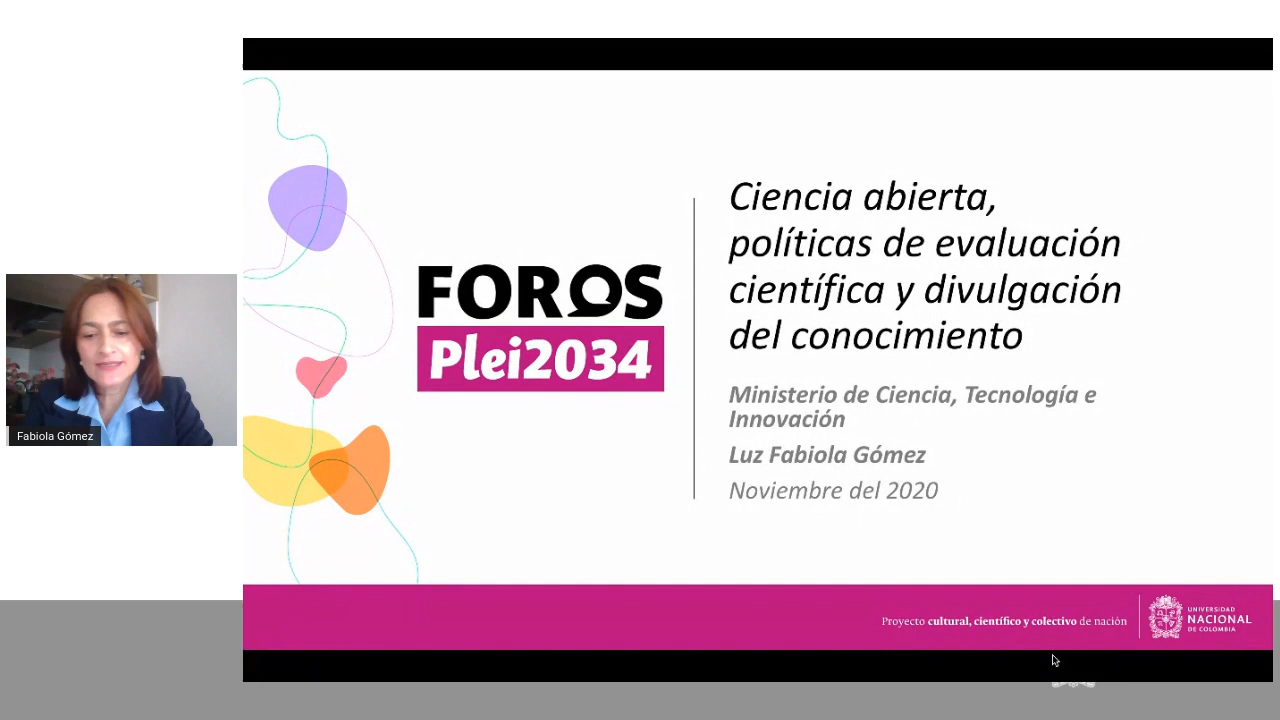 FOROS
Plei2034
Ciencia abierta,
políticas de evaluación
científica y divulgación
del conocimiento
Ministerio de Ciencia, Tecnología e
Innovación
Luz Fabiola Gómez
Noviembre del 2020
Fabiola Gómez
Proyecto cultural, científico y colectivo de nación
UNIVERSIDAD
NACIONAL
DE COLOMBIA